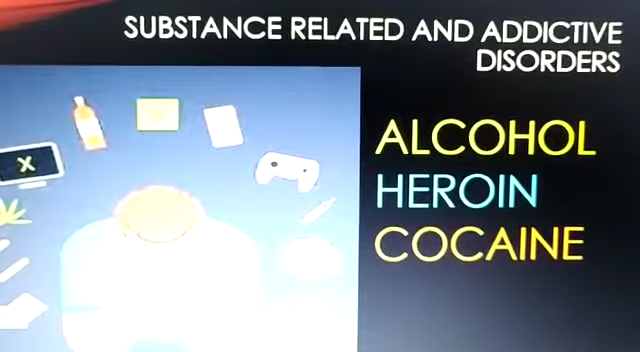 SUBSTANCE RELATED AND ADDICTIVE
DISORDERS
ALCOHOL
HEROIN
COCAINE
X